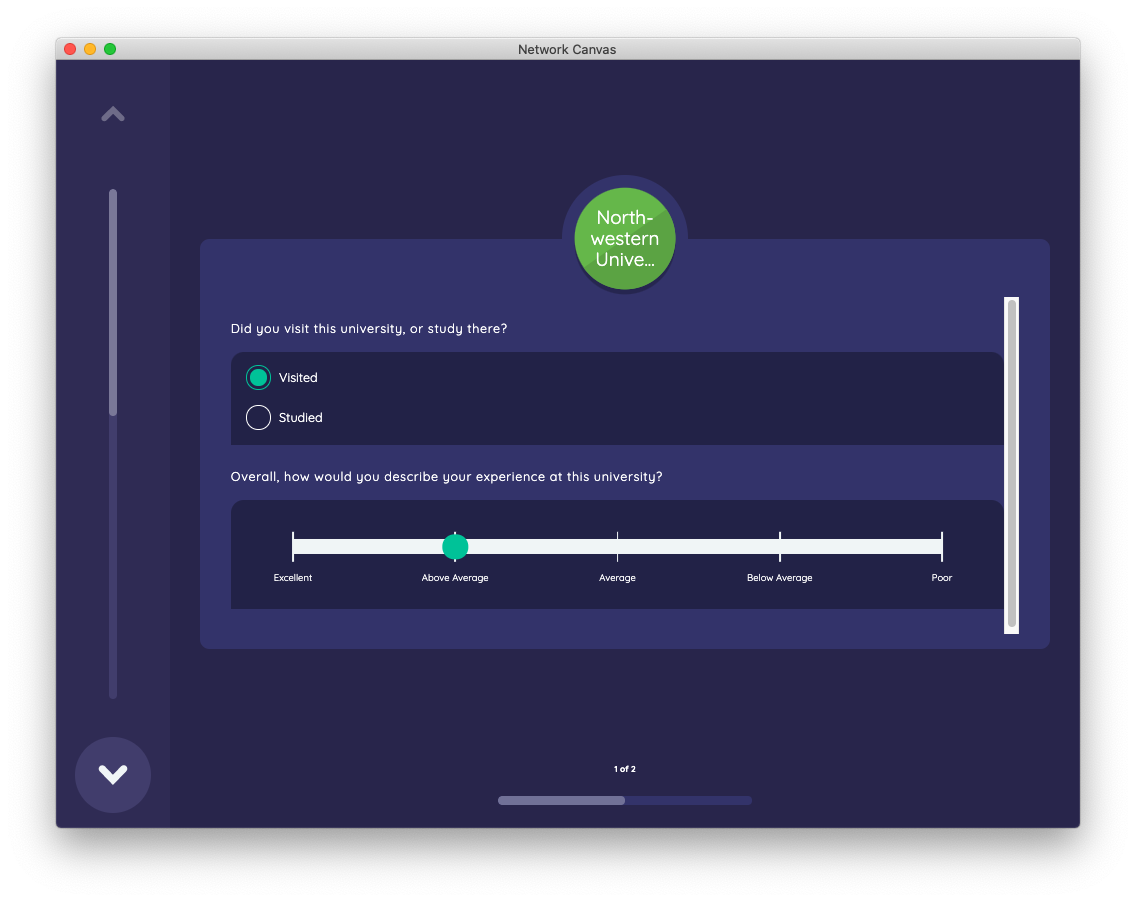 Network Canvas
North-
western
Unive...
Did you visit this university, or study there?
Visited
Studied
Overall, how would you describe your experience at this university?
Excellent Above Average Average Below Average Poor
1 of 2